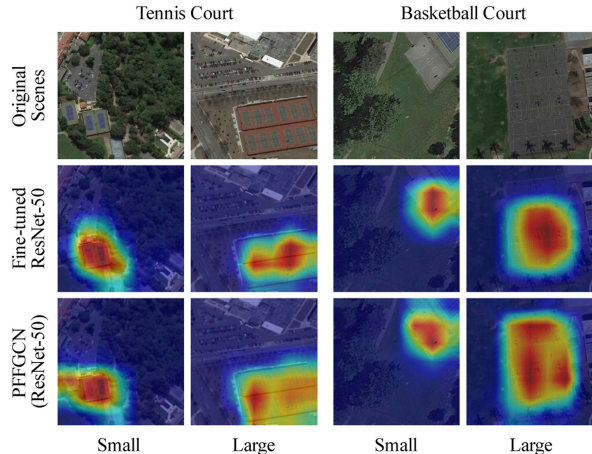 Tennis Court
Basketball Court
Original
Scenes
Fine-tuned
ResNet-50
PFFGCN
(ResNet-50)
Small
Large
Small
Large